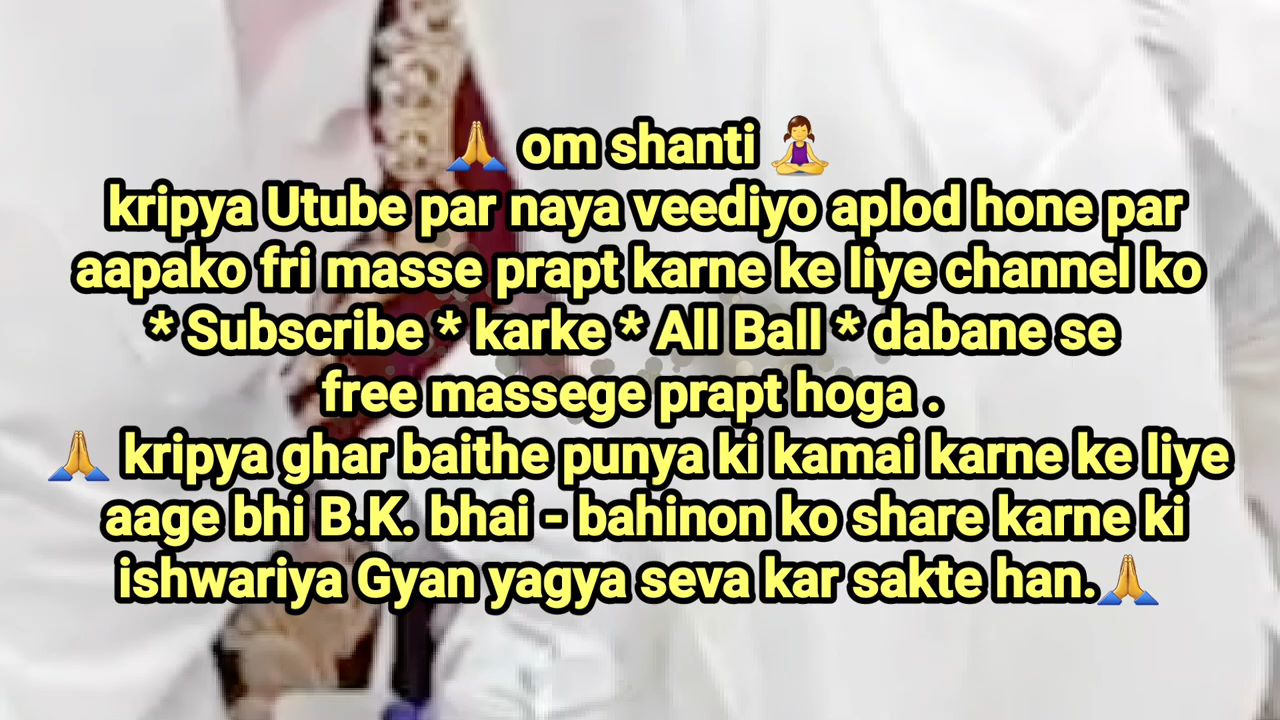 🙏 om shanti 🧘‍♀️
kripya Utube par naya veediyo aplod hone par
aapako fri masse prapt karne ke liye channel ko
* Subscribe * karke * All Ball * dabane se
free massege prapt hoga .
🙏 kripya ghar baithe punya ki kamai karne ke liye
aage bhi B.K. bhai - bahinon ko share karne ki
ishwariya Gyan yagya seva kar sakte han.🙏